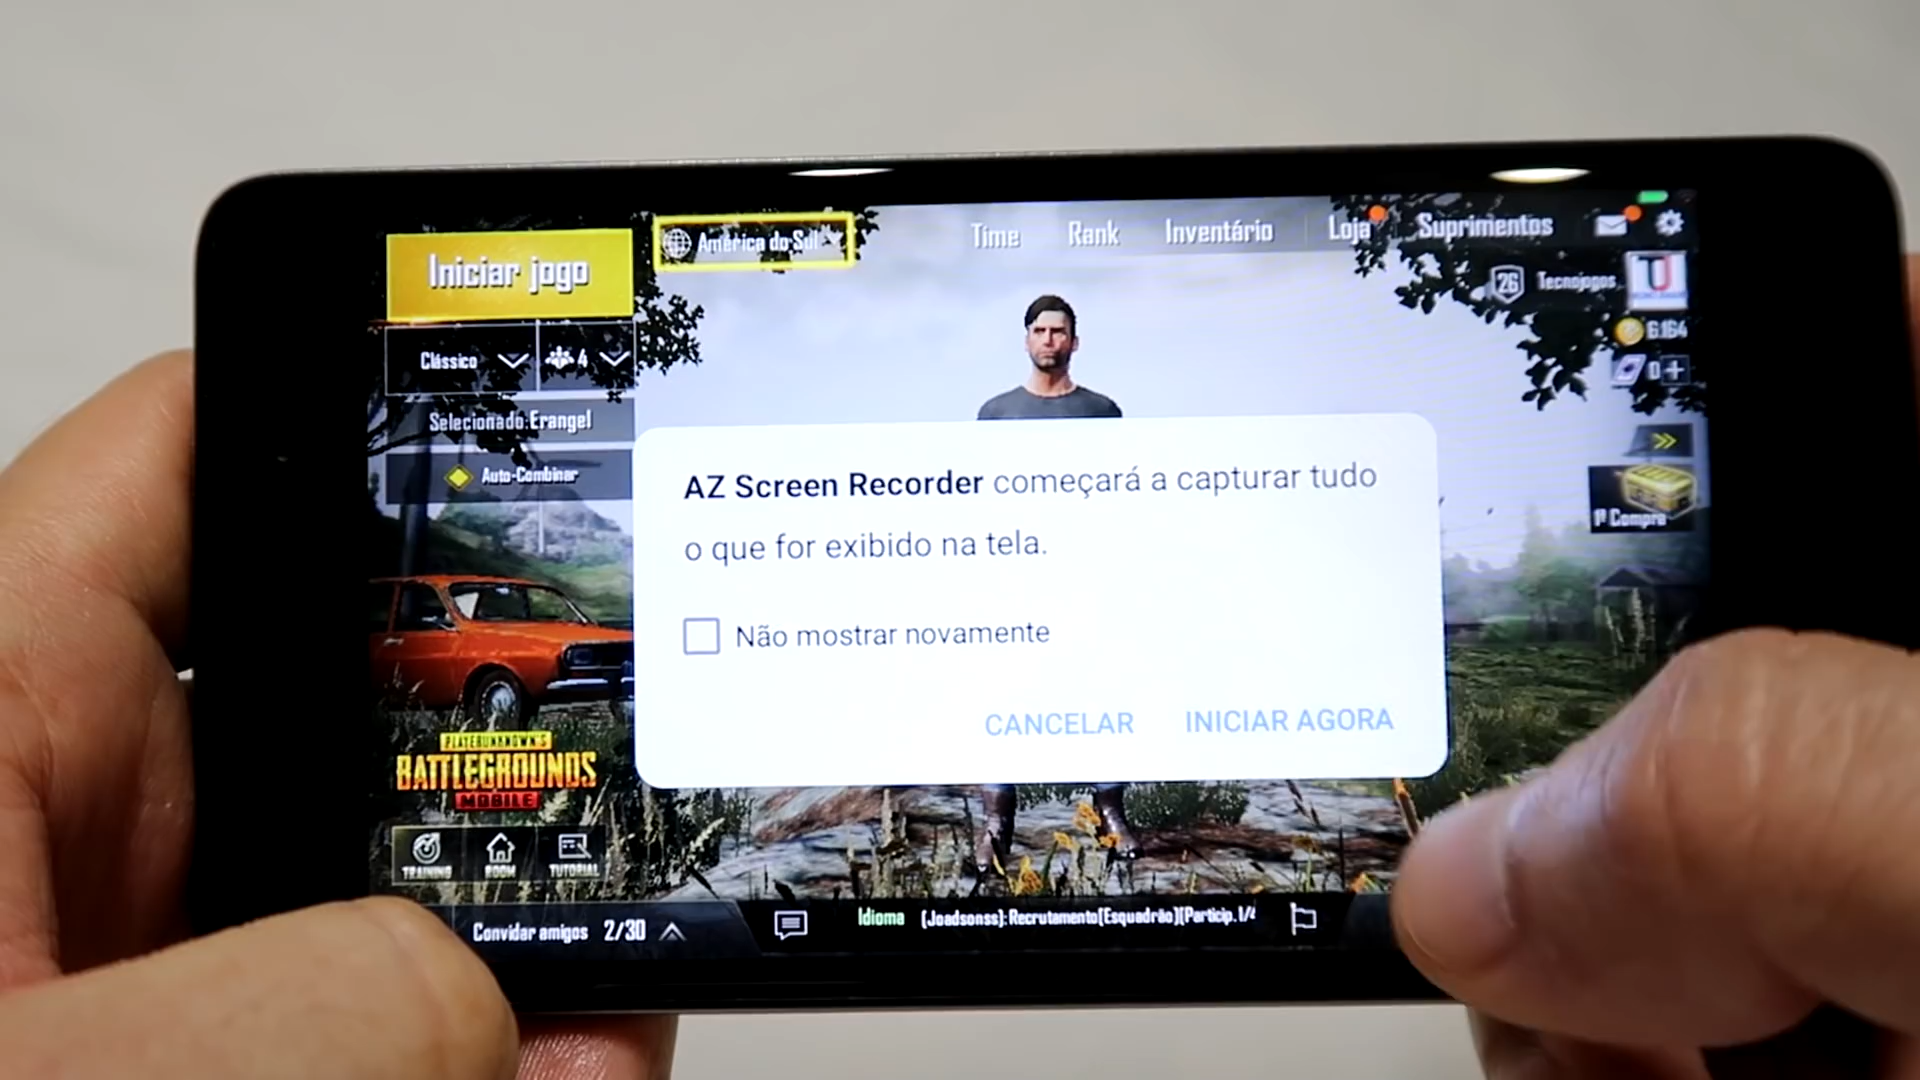 Iniciar jogo
América do Sul
Time
Rank
Inventário
Loja
Suprimentos
26
Tecnojogos
6.164
0
Clássico
4
Selecionado:Erangel
Auto-Combinar
1ª Compra
AZ Screen Recorder começará a capturar tudo
o que for exibido na tela.
Não mostrar novamente
CANCELAR
INICIAR AGORA
PLAYERUNKNOWN'S
BATTLEGROUNDS
MOBILE
TRAINING
ROOM
TUTORIAL
Convidar amigos 2/30
Idioma
(Joadsonss):Recrutamento[Esquadrão](Particip.1/4